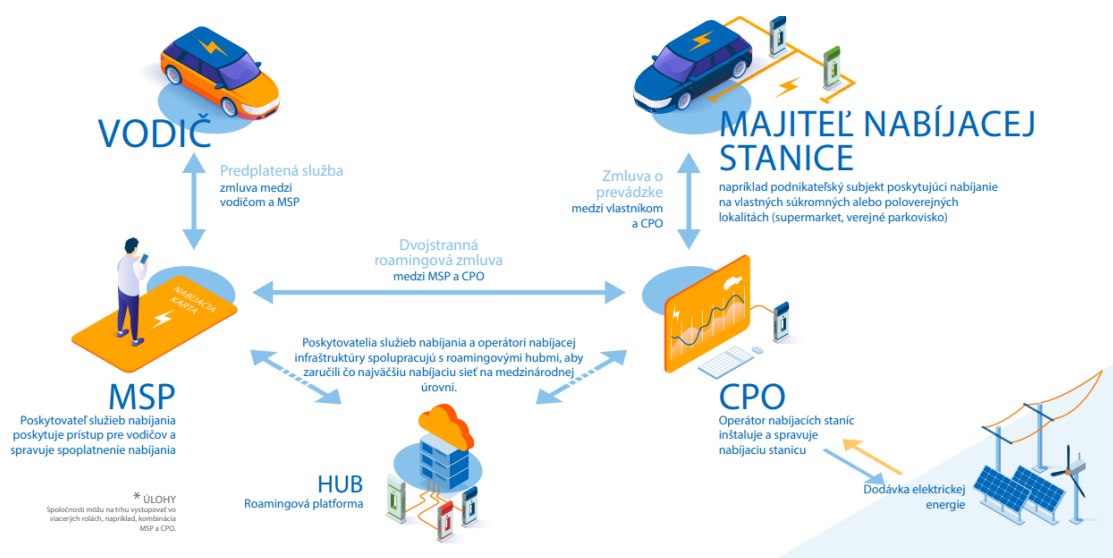 VODIČ
Predplatená služba
zmluva medzi
vodičom a MSP
MAJITEĽ NABÍJACEJ
STANICE
napríklad podnikateľský subjekt poskytujúci nabíjanie
na vlastných súkromných alebo poloverejných
lokalitách (supermarket, verejné parkovisko)
Zmluva o
prevádzke
medzi vlastníkom
a CPO
Dvojstranná
roamingová zmluva
medzi MSP a CPO
NABÍJACIA
KARTA
Poskytovatelia služieb nabíjania a operátori nabíjacej
infraštruktúry spolupracujú s roamingovými hubmi, aby
zaručili čo najväčšiu nabíjaciu sieť na medzinárodnej
úrovni.
MSP
Poskytovateľ služieb nabíjania
poskytuje prístup pre vodičov a
spravuje spoplatnenie nabíjania
CPO
Operátor nabíjacích staníc
inštaluje a spravuje
nabíjaciu stanicu
HUB
Roamingová platforma
Dodávka elektrickej
energie
* ÚLOHY
Spoločnosti môžu na trhu vystupovať vo
viacerých rolách, napríklad, kombinácia
MSP a CPO.